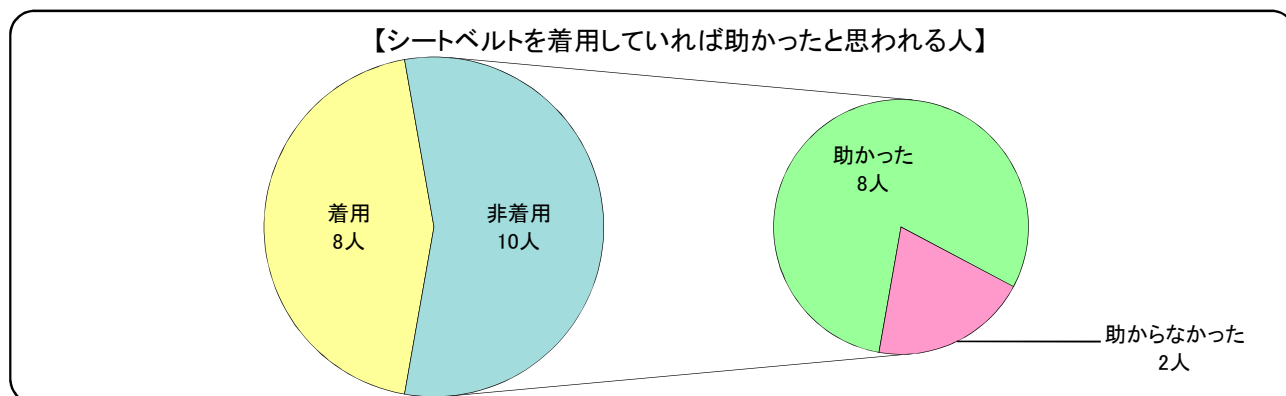 【シートベルトを着用していれば助かったと思われる人】
着用
8人
非着用
10人
助かった
8人
助からなかった
2人